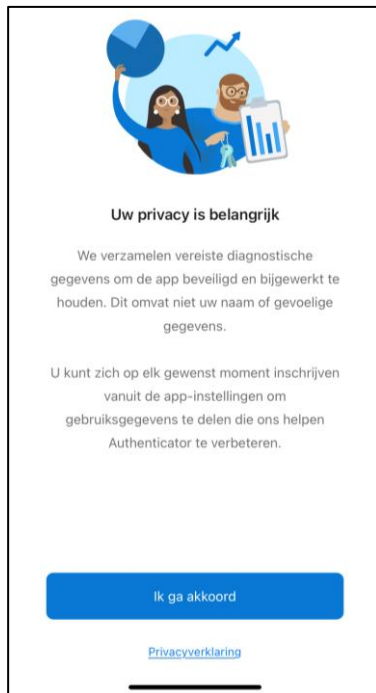 Uw privacy is belangrijk
We verzamelen vereiste diagnostische
gegevens om de app beveiligd en bijgewerkt te
houden. Dit omvat niet uw naam of gevoelige
gegevens.
U kunt zich op elk gewenst moment inschrijven
vanuit de app-instellingen om
gebruiksgegevens te delen die ons helpen
Authenticator te verbeteren.
Ik ga akkoord
Privacyverklaring